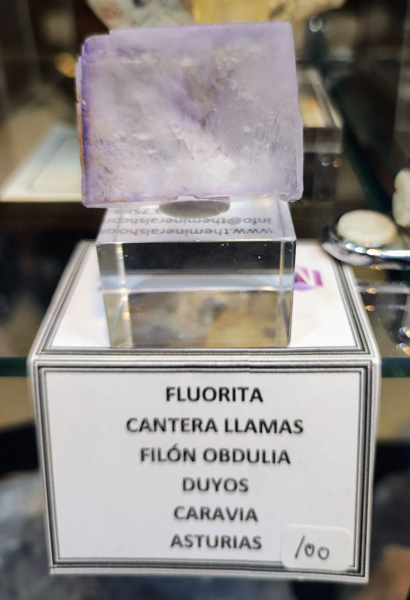 FLUORITA
CANTERA LLAMAS
FILÓN OBDULIA
DUYOS
CARAVIA
ASTURIAS
100